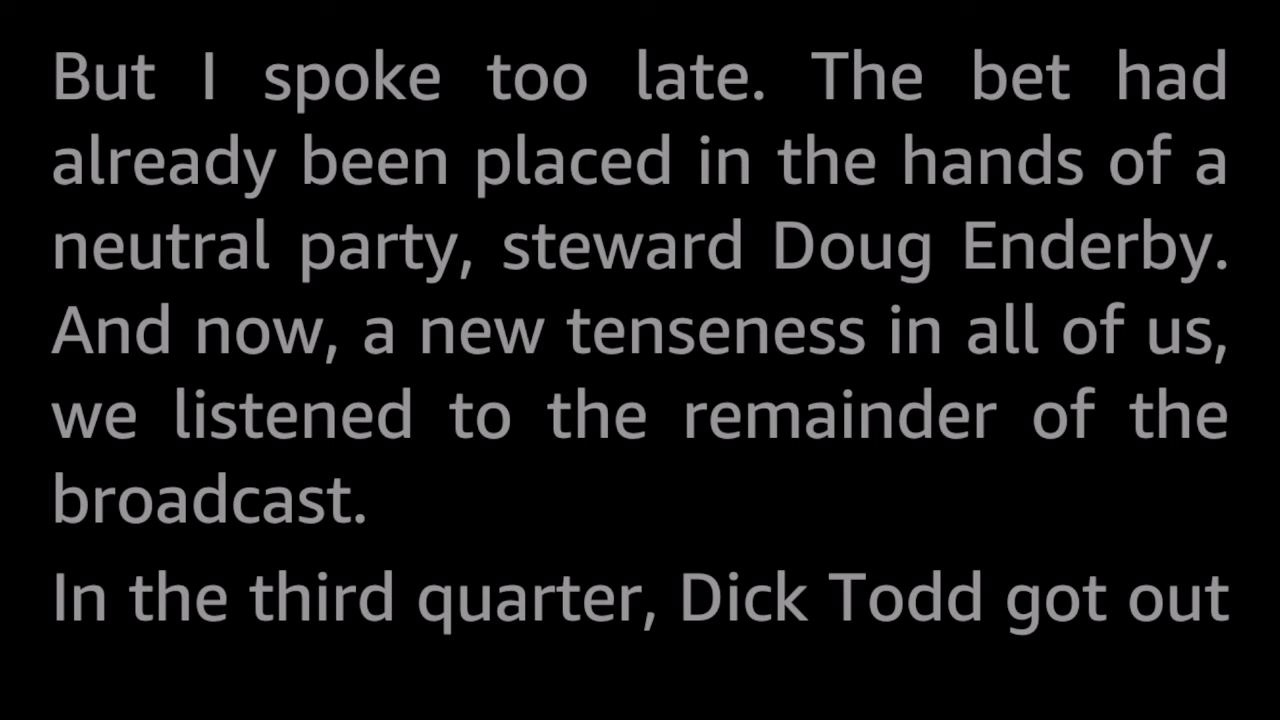 But I spoke too late. The bet had
already been placed in the hands of a
neutral party, steward Doug Enderby.
And now, a new tenseness in all of us,
we listened to the remainder of the
broadcast.
In the third quarter, Dick Todd got out